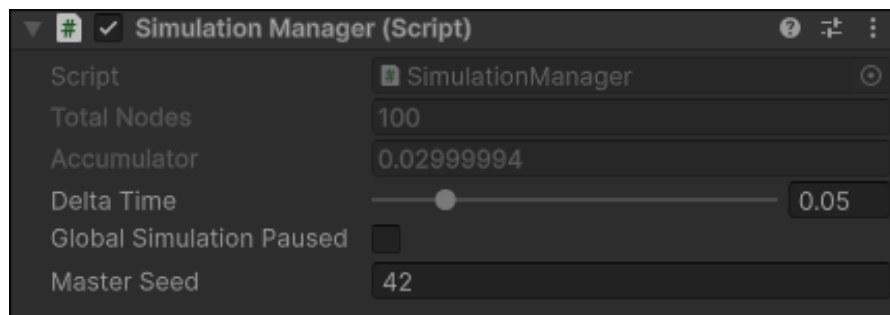 Simulation Manager (Script)
Script SimulationManager
Total Nodes 100
Accumulator 0.02999994
Delta Time 0.05
Global Simulation Paused
Master Seed 42